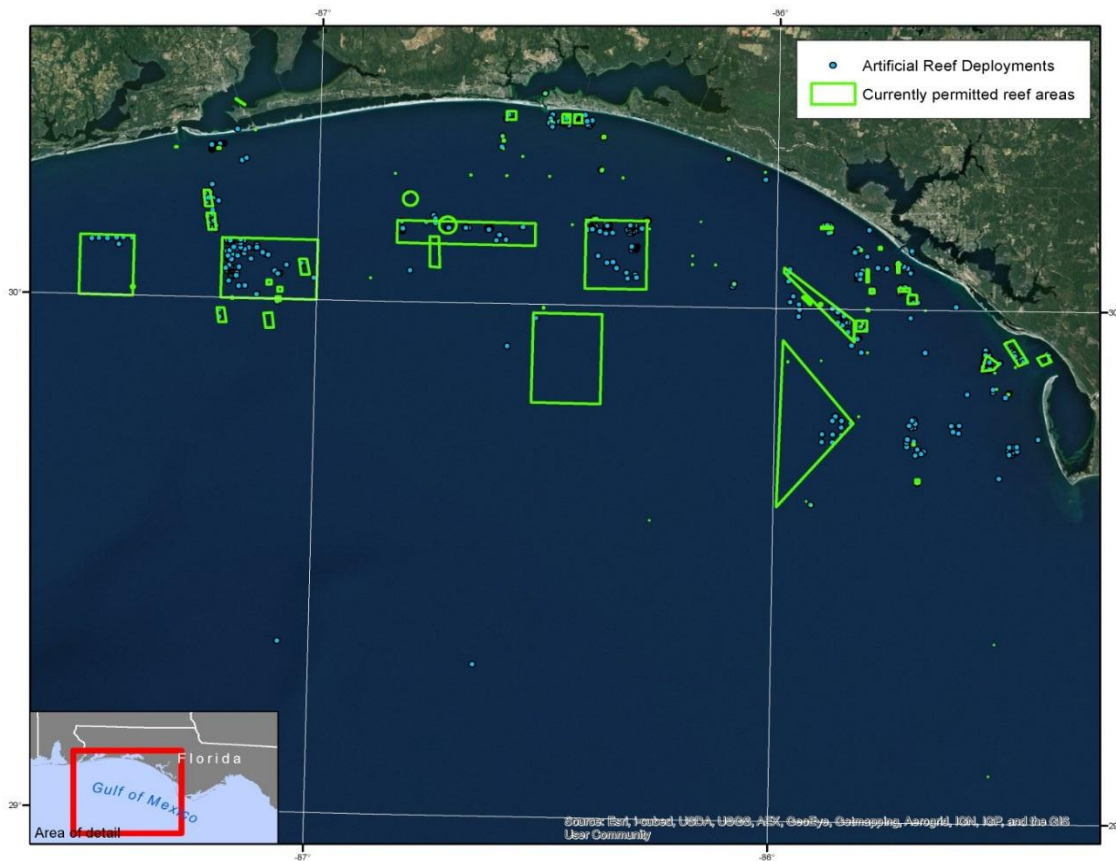 -87°
-86°
Artificial Reef Deployments
Currently permitted reef areas
30°
30
Florida
Gulf of Mexico
Area of detail
Source: Esri, i-cubed, USDA, USGS, AEX, GeoEye, Getmapping, Aerogrid, IGN, IGP, and the GIS
User Community
29°
29
-87°
-86°